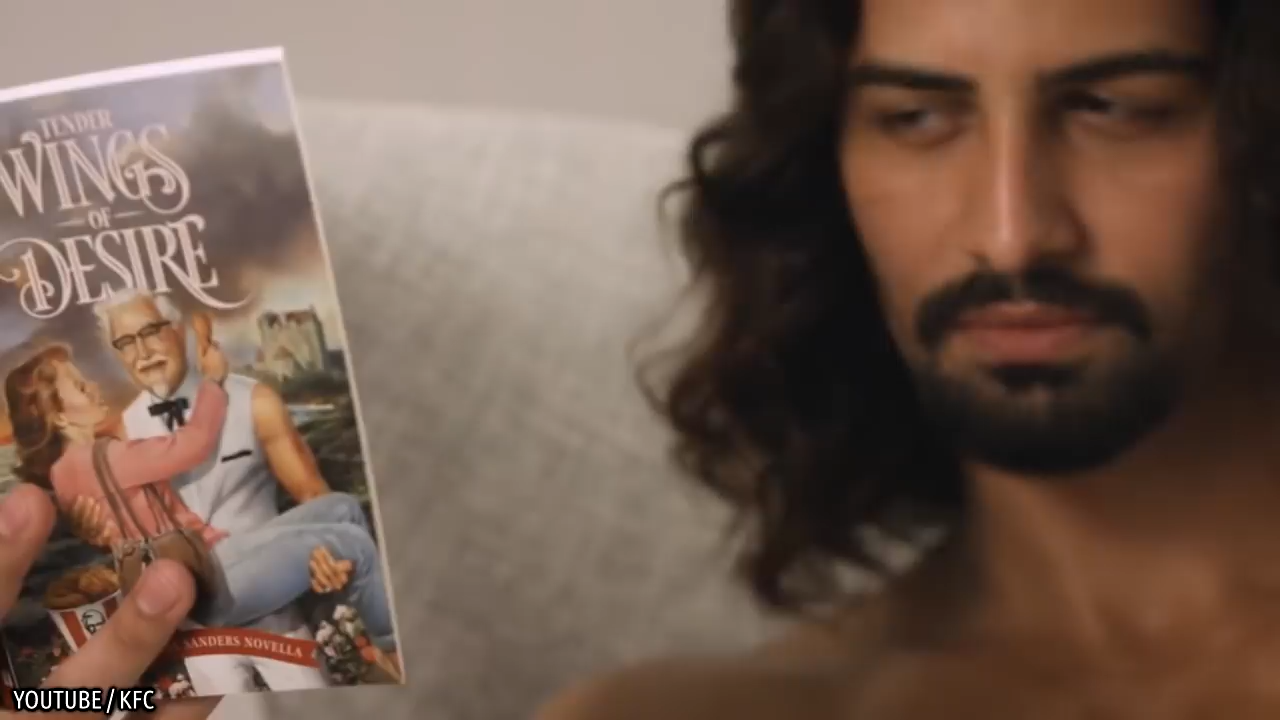 TENDER
WINGS
OF
DESIRE
SANDERS NOVELLA
YOUTUBE / KFC